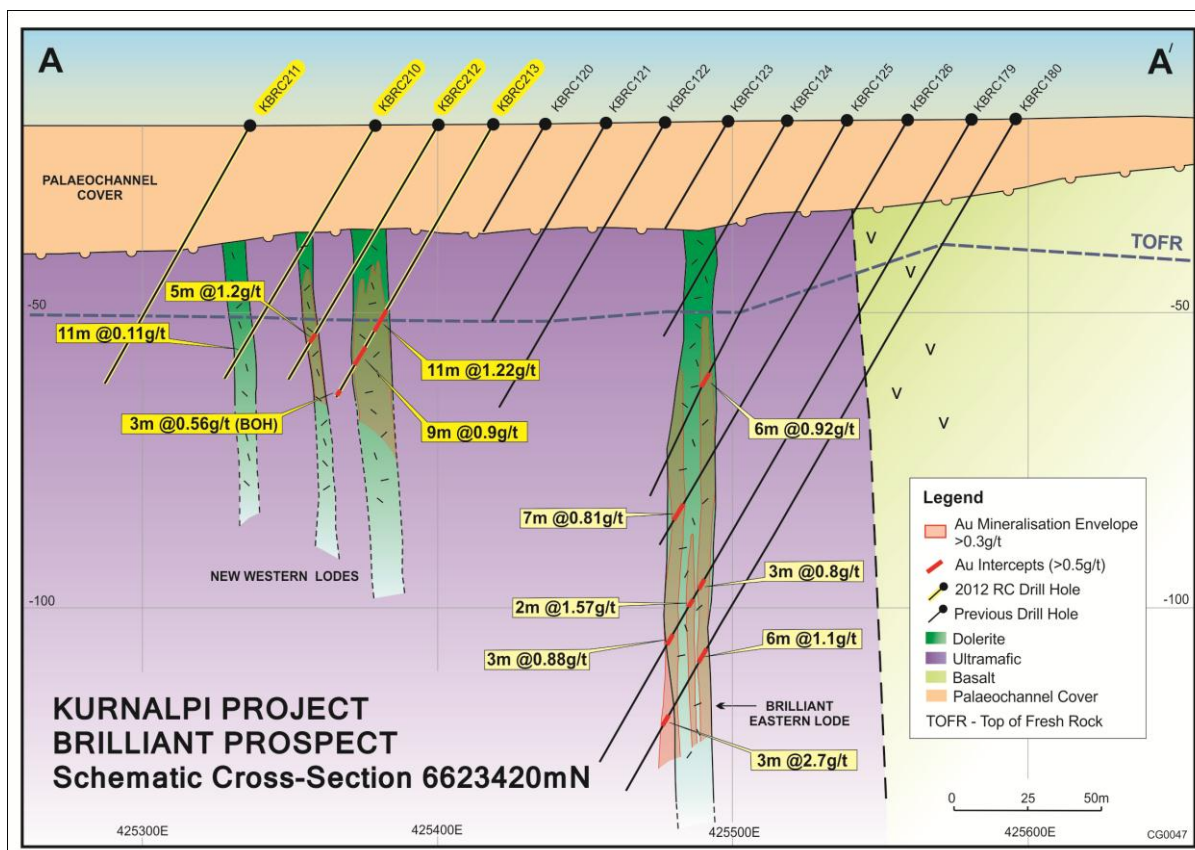 A
A'
KBRC211
KBRC210
KBRC212
KBRC213
KBRC120
KBRC121
KBRC122
KBRC123
KBRC124
KBRC125
KBRC126
KBRC179
KBRC180
PALAEOCHANNEL
COVER
TOFR
V
V
V
V
V
-50
-50
5m @1.2g/t
11m @0.11g/t
11m @1.22g/t
3m @0.56g/t (BOH)
9m @0.9g/t
6m @0.92g/t
7m @0.81g/t
3m @0.8g/t
2m @1.57g/t
3m @0.88g/t
6m @1.1g/t
3m @2.7g/t
NEW WESTERN LODES
-100
-100
BRILLIANT
EASTERN LODE
Legend
Au Mineralisation Envelope
>0.3g/t
Au Intercepts (>0.5g/t)
2012 RC Drill Hole
Previous Drill Hole
Dolerite
Ultramafic
Basalt
Palaeochannel Cover
TOFR - Top of Fresh Rock
KURNALPI PROJECT
BRILLIANT PROSPECT
Schematic Cross-Section 6623420mN
0 25 50m
425300E
425400E
425500E
425600E
CG0047